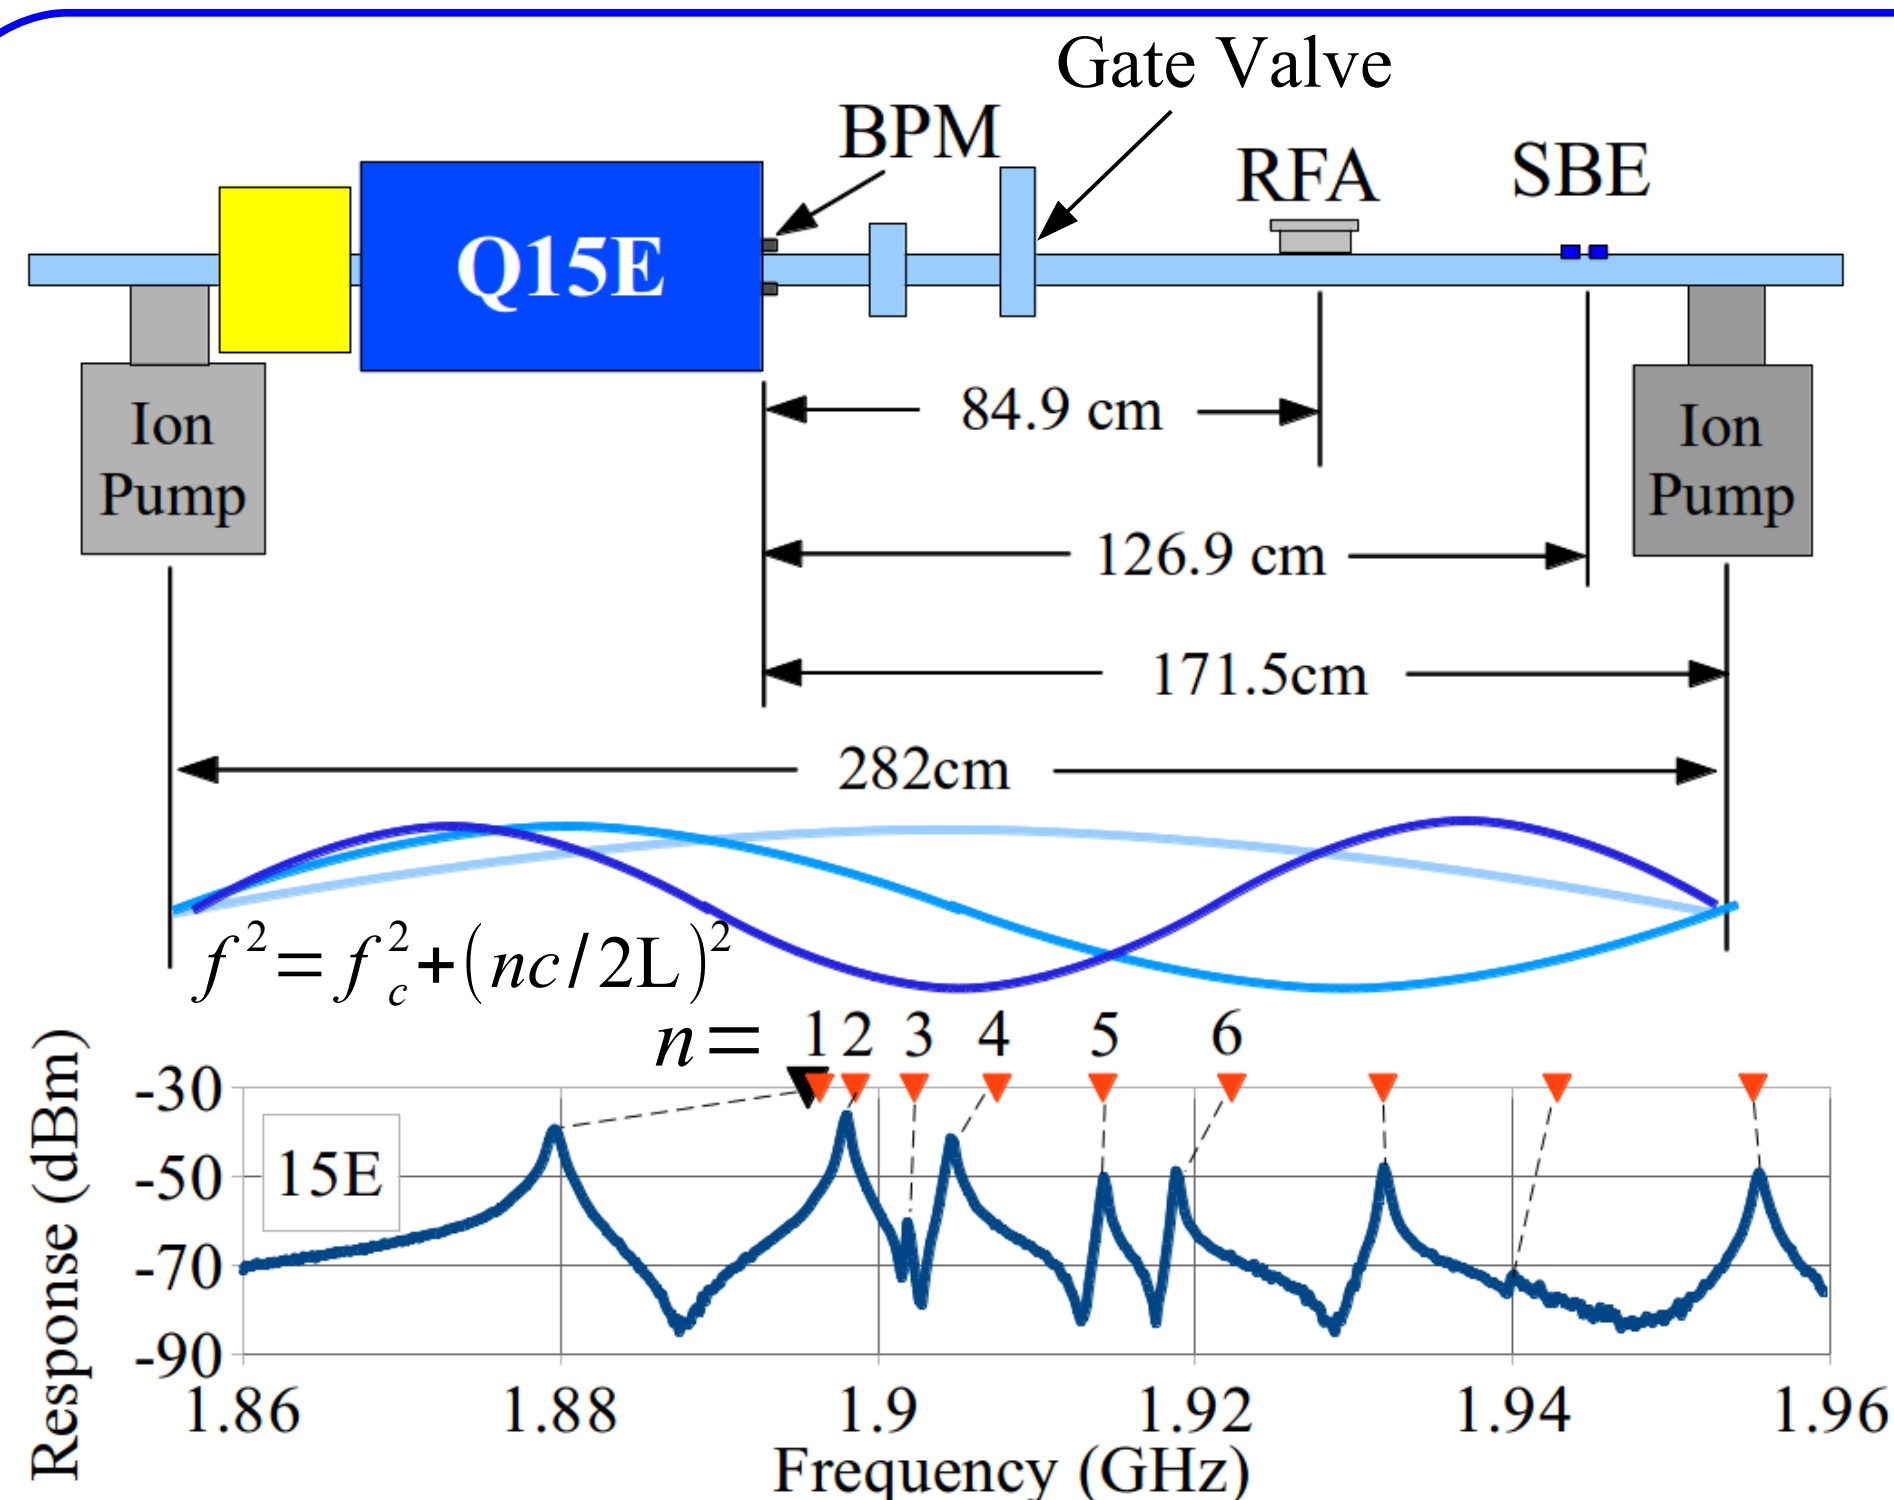 Gate Valve
BPM
RFA
SBE
Q15E
Ion
Pump
84.9 cm
Ion
Pump
126.9 cm
171.5cm
282cm
f² = f_c² + (nc/2L)²
n= 1 2 3 4 5 6
Response (dBm)
-30
-50
-70
-90
15E
1.86 1.88 1.9 1.92 1.94 1.96
Frequency (GHz)